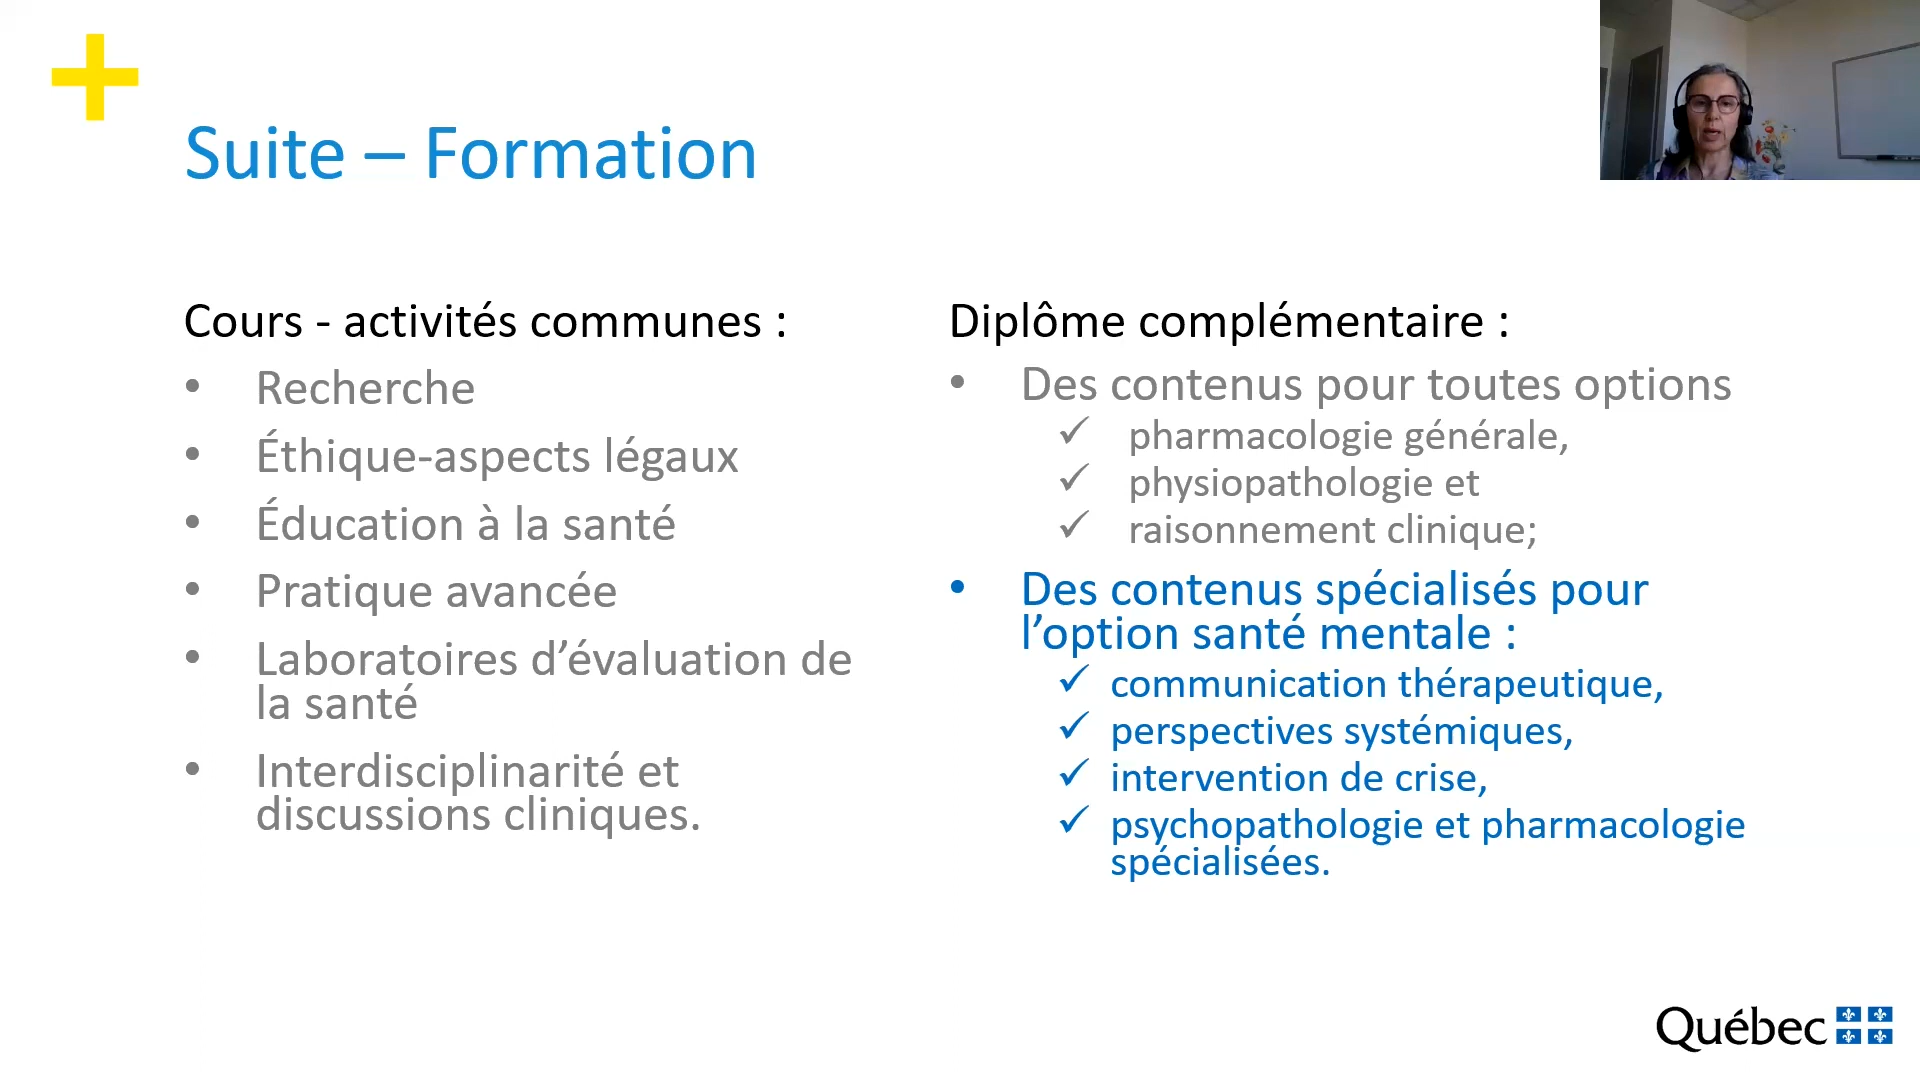 Suite – Formation
Cours - activités communes :
• Recherche
• Éthique-aspects légaux
• Éducation à la santé
• Pratique avancée
• Laboratoires d’évaluation de
la santé
• Interdisciplinarité et
discussions cliniques.
Diplôme complémentaire :
• Des contenus pour toutes options
✓ pharmacologie générale,
✓ physiopathologie et
✓ raisonnement clinique;
• Des contenus spécialisés pour
l’option santé mentale :
✓ communication thérapeutique,
✓ perspectives systémiques,
✓ intervention de crise,
✓ psychopathologie et pharmacologie
spécialisées.
Québec